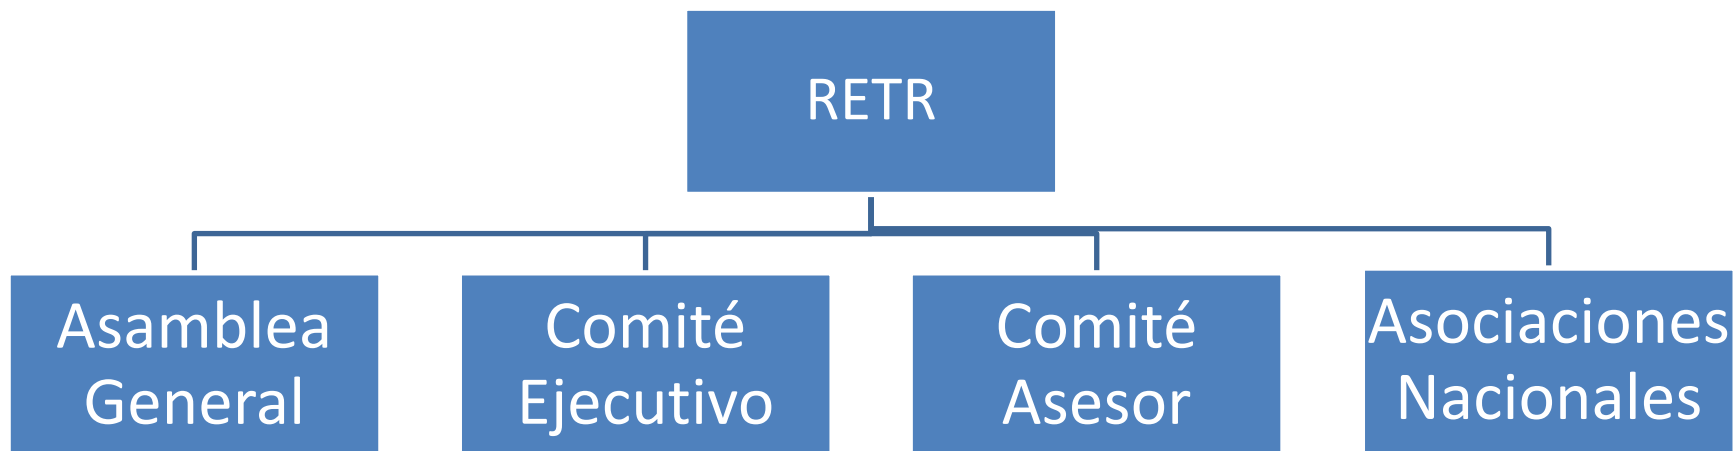 RETR
Asamblea
General
Comité
Ejecutivo
Comité
Asesor
Asociaciones
Nacionales